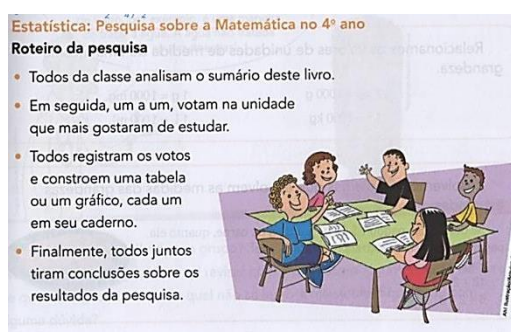 Estatística: Pesquisa sobre a Matemática no 4º ano
Roteiro da pesquisa
• Todos da classe analisam o sumário deste livro.
• Em seguida, um a um, votam na unidade
que mais gostaram de estudar.
• Todos registram os votos
e constroem uma tabela
ou um gráfico, cada um
em seu caderno.
• Finalmente, todos juntos
tiram conclusões sobre os
resultados da pesquisa.